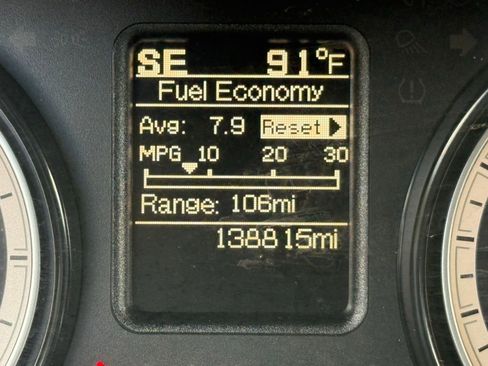 SE 91°F
Fuel Economy
Avg: 7.9 Reset
MPG 10 20 30
Range: 106mi
138815mi